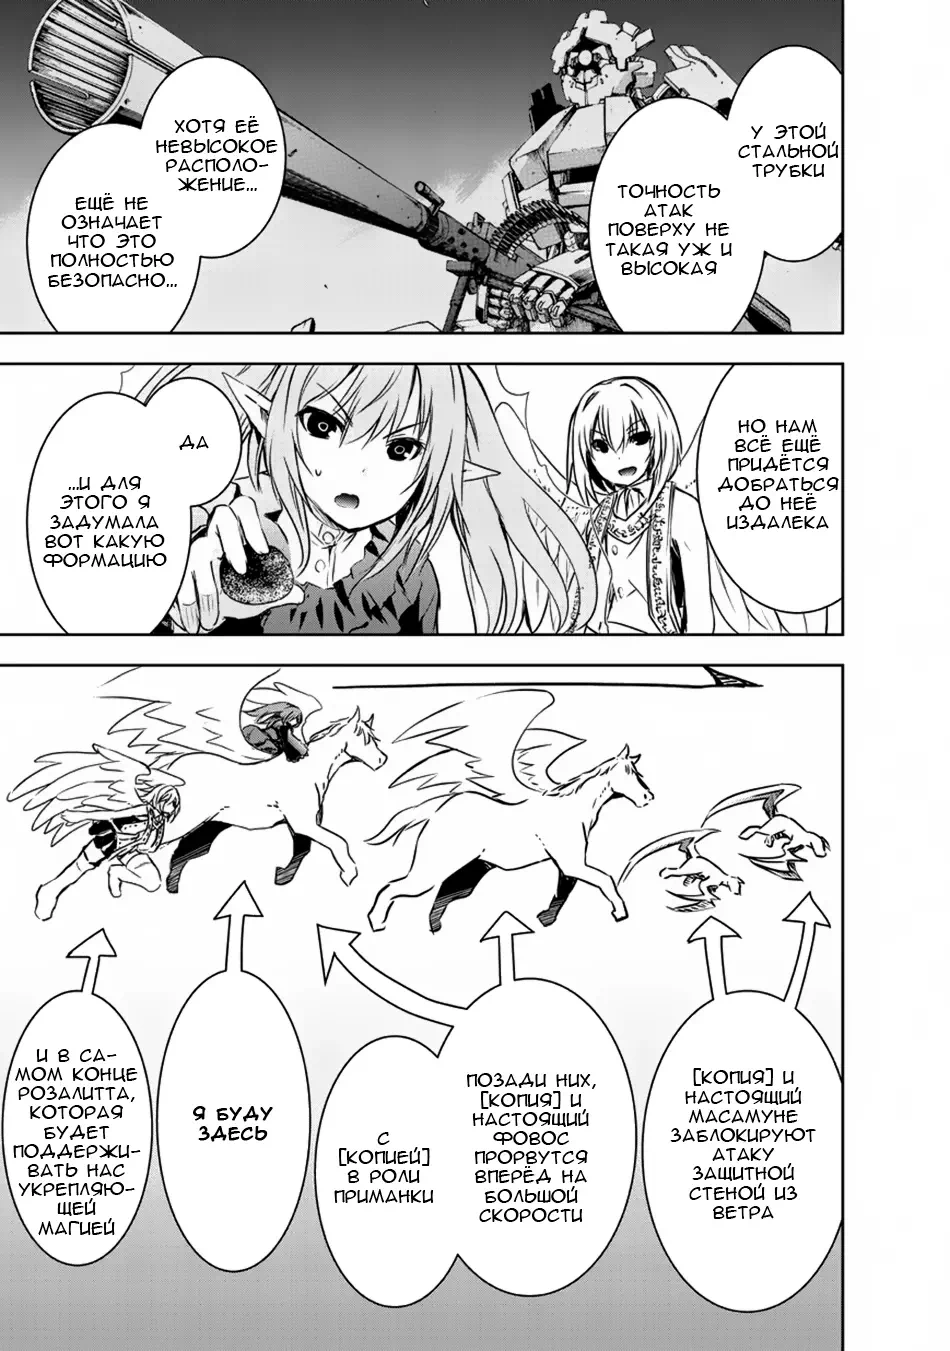 У ЭТОЙ
СТАЛЬНОЙ
ТРУБКИ
ТОЧНОСТЬ
АТАК
ПОВЕРХУ НЕ
ТАКАЯ УЖ И
ВЫСОКАЯ
ХОТЯ ЕЁ
НЕВЫСОКОЕ
РАСПОЛО-
ЖЕНИЕ...
ЕЩЁ НЕ
ОЗНАЧАЕТ
ЧТО ЭТО
ПОЛНОСТЬЮ
БЕЗОПАСНО...
НО НАМ
ВСЁ ЕЩЁ
ПРИДЁТСЯ
ДОБРАТЬСЯ
ДО НЕЁ
ИЗДАЛЕКА
ДА
...И ДЛЯ
ЭТОГО Я
ЗАДУМАЛА
ВОТ КАКУЮ
ФОРМАЦИЮ
[КОПИЯ] И
НАСТОЯЩИЙ
МАСАМУНЕ
ЗАБЛОКИРУЮТ
АТАКУ
ЗАЩИТНОЙ
СТЕНОЙ ИЗ
ВЕТРА
ПОЗАДИ НИХ,
[КОПИЯ] И
НАСТОЯЩИЙ
ФОВОС
ПРОРВУТСЯ
ВПЕРЁД НА
БОЛЬШОЙ
СКОРОСТИ
С
[КОПИЕЙ]
В РОЛИ
ПРИМАНКИ
Я БУДУ
ЗДЕСЬ
И В СА-
МОМ КОНЦЕ
РОЗАЛИТТА,
КОТОРАЯ
БУДЕТ
ПОДДЕРЖИ-
ВАТЬ НАС
УКРЕПЛЯЮ-
ЩЕЙ
МАГИЕЙ